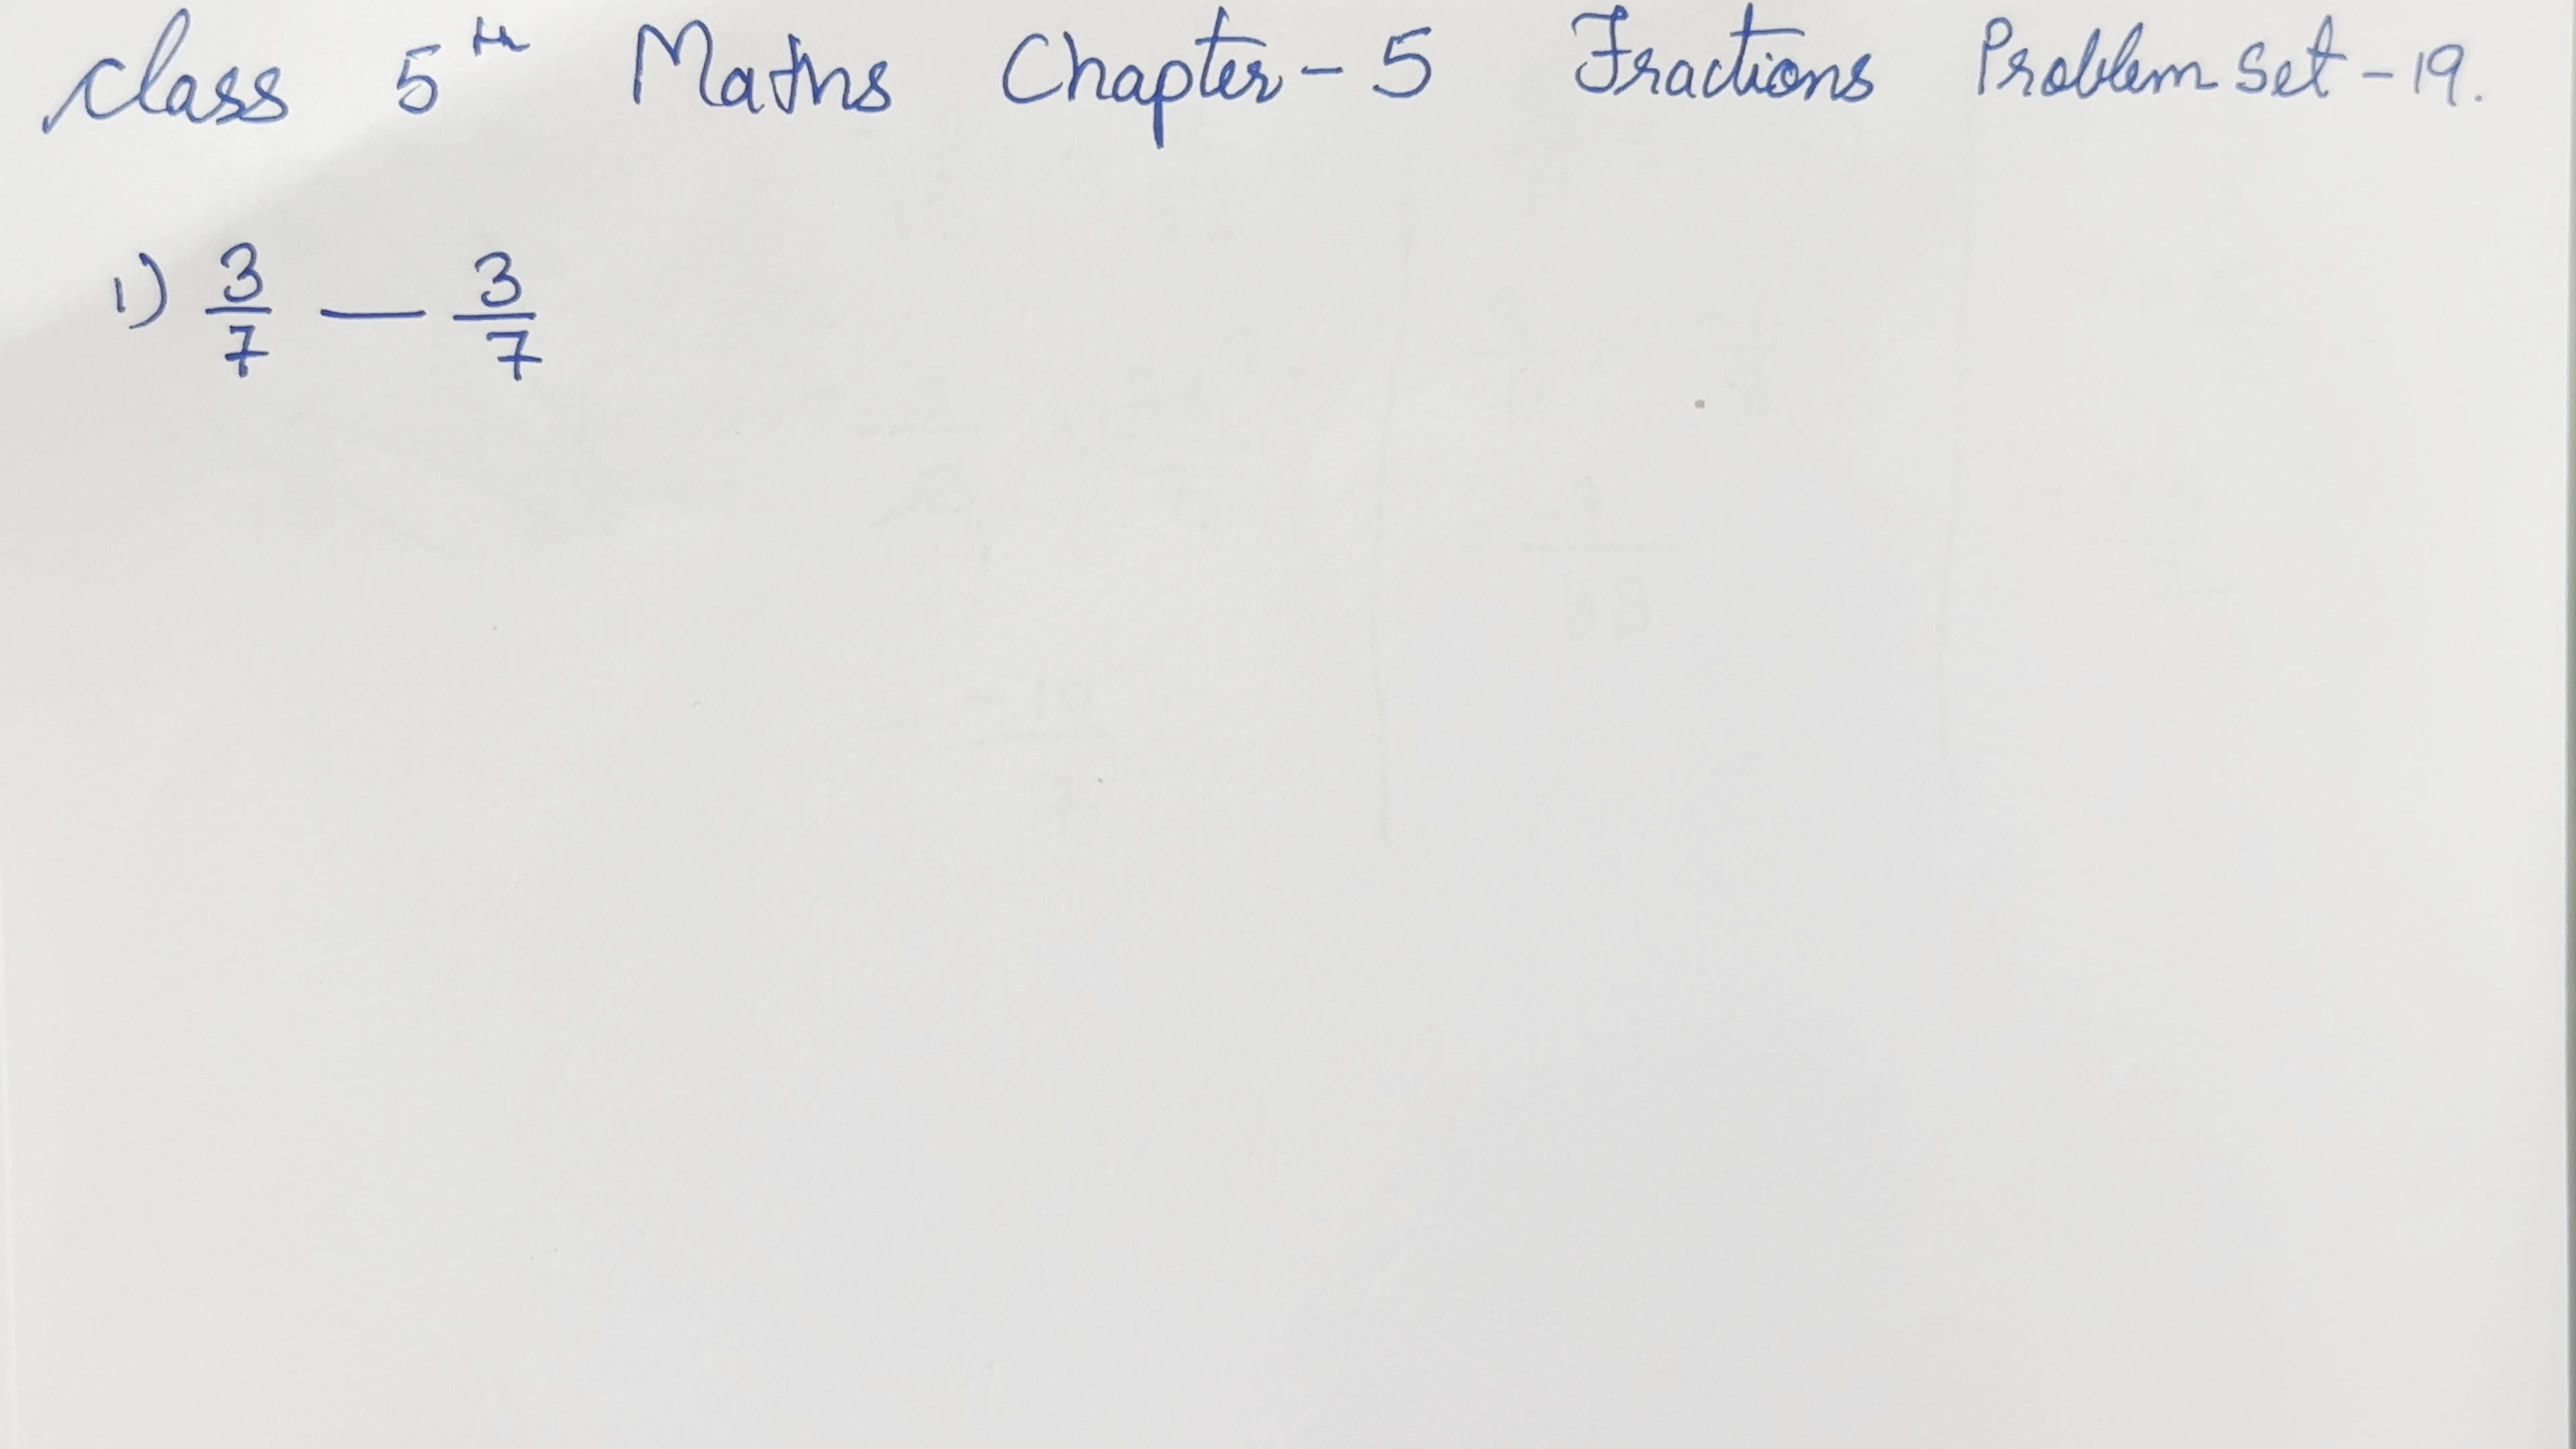 Class 5th Maths Chapter - 5 Fractions Problem Set - 19.
1) 3/7 — 3/7